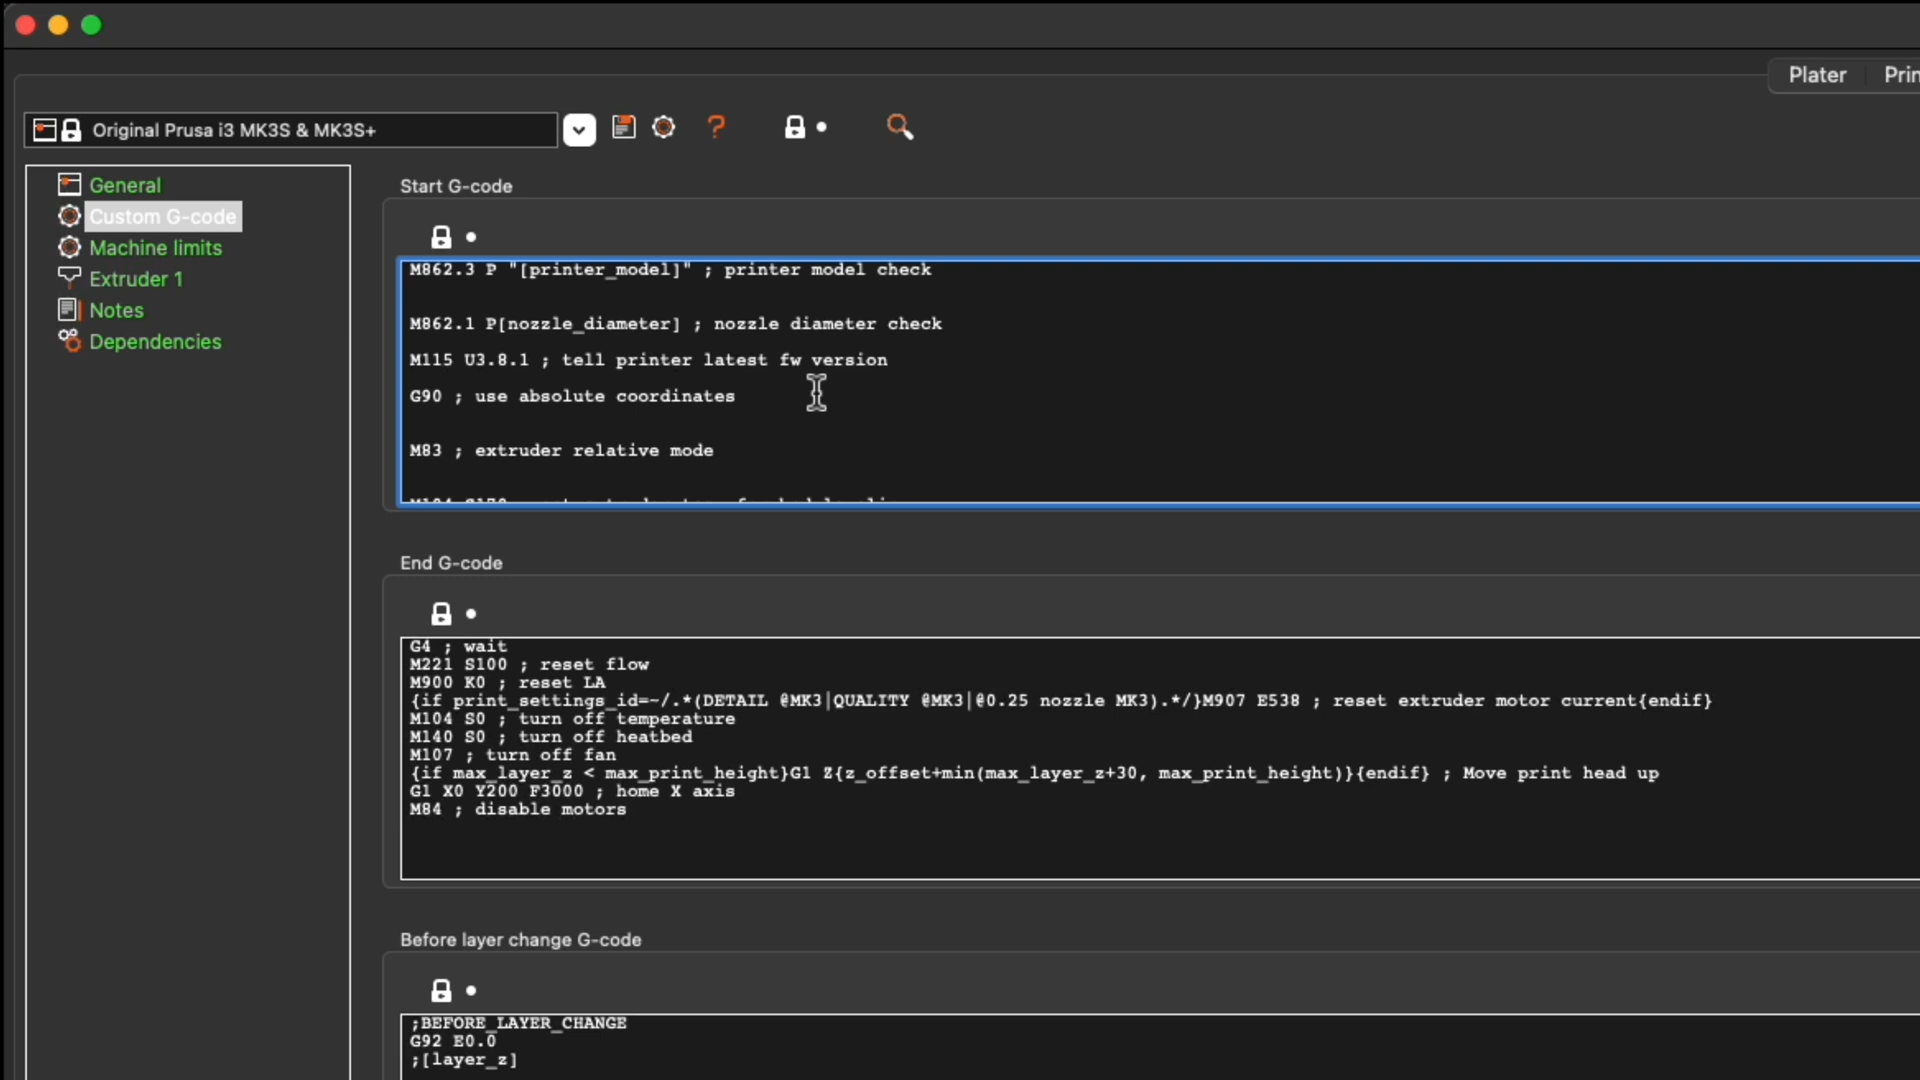 Plater
Prin
Original Prusa i3 MK3S & MK3S+
General
Custom G-code
Machine limits
Extruder 1
Notes
Dependencies
Start G-code
M862.3 P "[printer_model]" ; printer model check
M862.1 P[nozzle_diameter] ; nozzle diameter check
M115 U3.8.1 ; tell printer latest fw version
G90 ; use absolute coordinates
M83 ; extruder relative mode
End G-code
G4 ; wait
M221 S100 ; reset flow
M900 K0 ; reset LA
{if print_settings_id=~/.*(DETAIL @MK3|QUALITY @MK3|@0.25 nozzle MK3).*/}M907 E538 ; reset extruder motor current{endif}
M104 S0 ; turn off temperature
M140 S0 ; turn off heatbed
M107 ; turn off fan
{if max_layer_z < max_print_height}G1 Z{z_offset+min(max_layer_z+30, max_print_height)}{endif} ; Move print head up
G1 X0 Y200 F3000 ; home X axis
M84 ; disable motors
Before layer change G-code
;BEFORE_LAYER_CHANGE
G92 E0.0
;[layer_z]